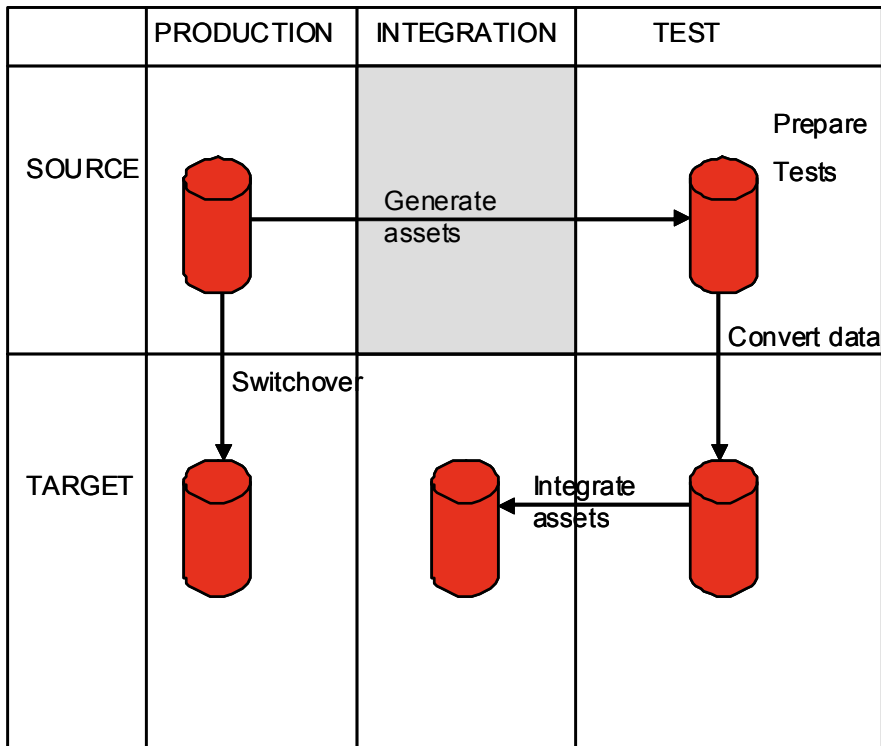 PRODUCTION
INTEGRATION
TEST
SOURCE
Prepare
Tests
Generate
assets
Convert data
Switchover
TARGET
Integrate
assets